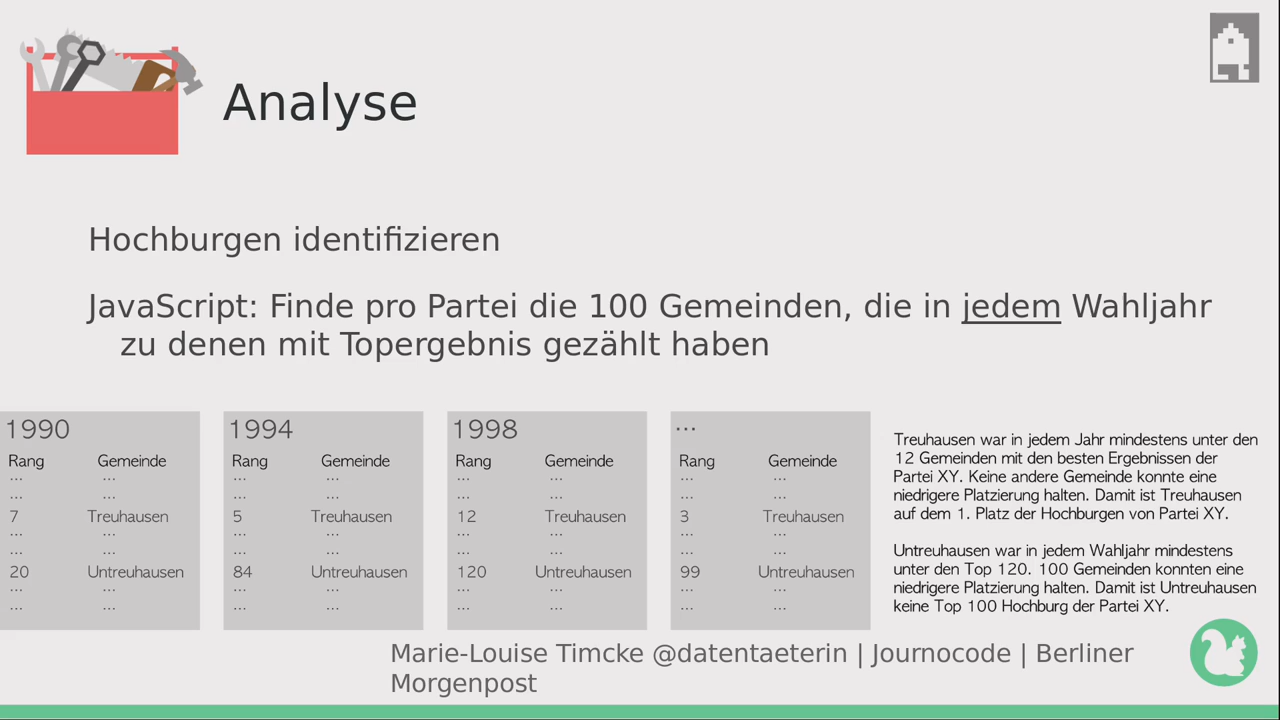 Analyse
Hochburgen identifizieren
JavaScript: Finde pro Partei die 100 Gemeinden, die in jedem Wahljahr
zu denen mit Topergebnis gezählt haben
1990
Rang Gemeinde
... ...
... ...
7 Treuhausen
... ...
... ...
20 Untreuhausen
... ...
... ...
1994
Rang Gemeinde
... ...
... ...
5 Treuhausen
... ...
... ...
84 Untreuhausen
... ...
... ...
1998
Rang Gemeinde
... ...
... ...
12 Treuhausen
... ...
... ...
120 Untreuhausen
... ...
... ...
...
Rang Gemeinde
... ...
... ...
3 Treuhausen
... ...
... ...
99 Untreuhausen
... ...
... ...
Treuhausen war in jedem Jahr mindestens unter den
12 Gemeinden mit den besten Ergebnissen der
Partei XY. Keine andere Gemeinde konnte eine
niedrigere Platzierung halten. Damit ist Treuhausen
auf dem 1. Platz der Hochburgen von Partei XY.
Untreuhausen war in jedem Wahljahr mindestens
unter den Top 120. 100 Gemeinden konnten eine
niedrigere Platzierung halten. Damit ist Untreuhausen
keine Top 100 Hochburg der Partei XY.
Marie-Louise Timcke @datentaeterin | Journocode | Berliner
Morgenpost